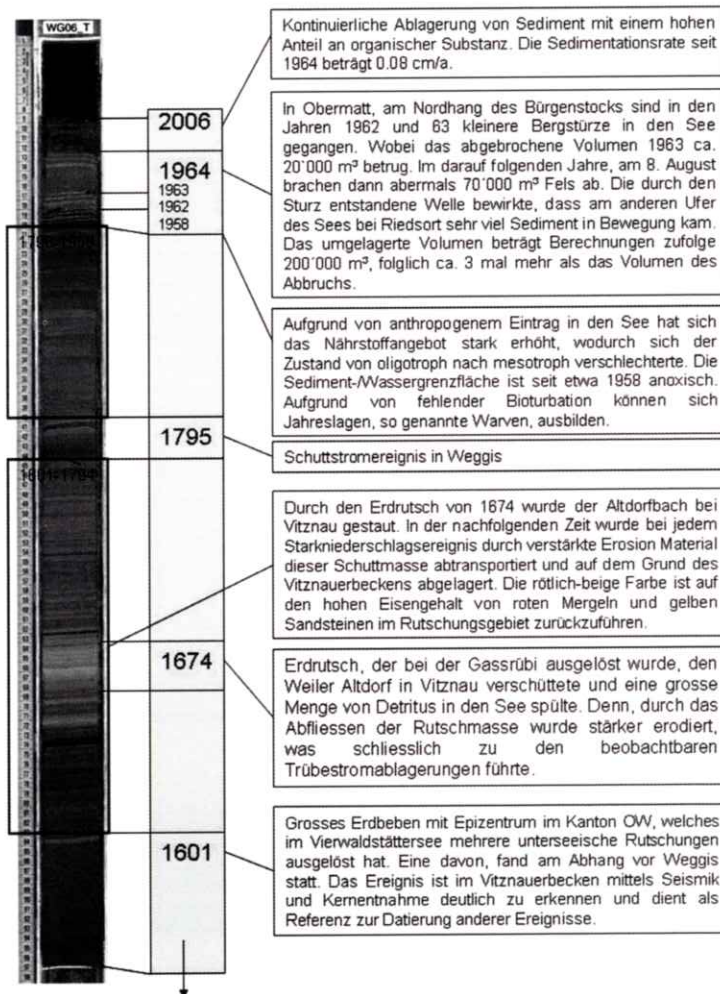 WG06_T
Kontinuierliche Ablagerung von Sediment mit einem hohen
Anteil an organischer Substanz. Die Sedimentationsrate seit
1964 beträgt 0.08 cm/a.
2006
In Obermatt, am Nordhang des Bürgenstocks sind in den
Jahren 1962 und 63 kleinere Bergstürze in den See
gegangen. Wobei das abgebrochene Volumen 1963 ca.
20'000 m³ betrug. Im darauf folgenden Jahre, am 8. August
brachen dann abermals 70'000 m³ Fels ab. Die durch den
Sturz entstandene Welle bewirkte, dass am anderen Ufer
des Sees bei Riedsort sehr viel Sediment in Bewegung kam.
Das umgelagerte Volumen beträgt Berechnungen zufolge
200'000 m³, folglich ca. 3 mal mehr als das Volumen des
Abbruchs.
1964
1963
1962
1958
Aufgrund von anthropogenem Eintrag in den See hat sich
das Nährstoffangebot stark erhöht, wodurch sich der
Zustand von oligotroph nach mesotroph verschlechterte. Die
Sediment-/Wassergrenzfläche ist seit etwa 1958 anoxisch.
Aufgrund von fehlender Bioturbation können sich
Jahreslagen, so genannte Warven, ausbilden.
1795
Schuttstromereignis in Weggis
1601-1794
Durch den Erdrutsch von 1674 wurde der Altdorfbach bei
Vitznau gestaut. In der nachfolgenden Zeit wurde bei jedem
Starkniederschlagsereignis durch verstärkte Erosion Material
dieser Schuttmasse abtransportiert und auf dem Grund des
Vitznauerbeckens abgelagert. Die rötlich-beige Farbe ist auf
den hohen Eisengehalt von roten Mergeln und gelben
Sandsteinen im Rutschungsgebiet zurückzuführen.
1674
Erdrutsch, der bei der Gassrübi ausgelöst wurde, den
Weiler Altdorf in Vitznau verschüttete und eine grosse
Menge von Detritus in den See spülte. Denn, durch das
Abfliessen der Rutschmasse wurde stärker erodiert,
was schliesslich zu den beobachtbaren
Trübestromablagerungen führte.
1601
Grosses Erdbeben mit Epizentrum im Kanton OW, welches
im Vierwaldstättersee mehrere unterseeische Rutschungen
ausgelöst hat. Eine davon, fand am Abhang vor Weggis
statt. Das Ereignis ist im Vitznauerbecken mittels Seismik
und Kernentnahme deutlich zu erkennen und dient als
Referenz zur Datierung anderer Ereignisse.